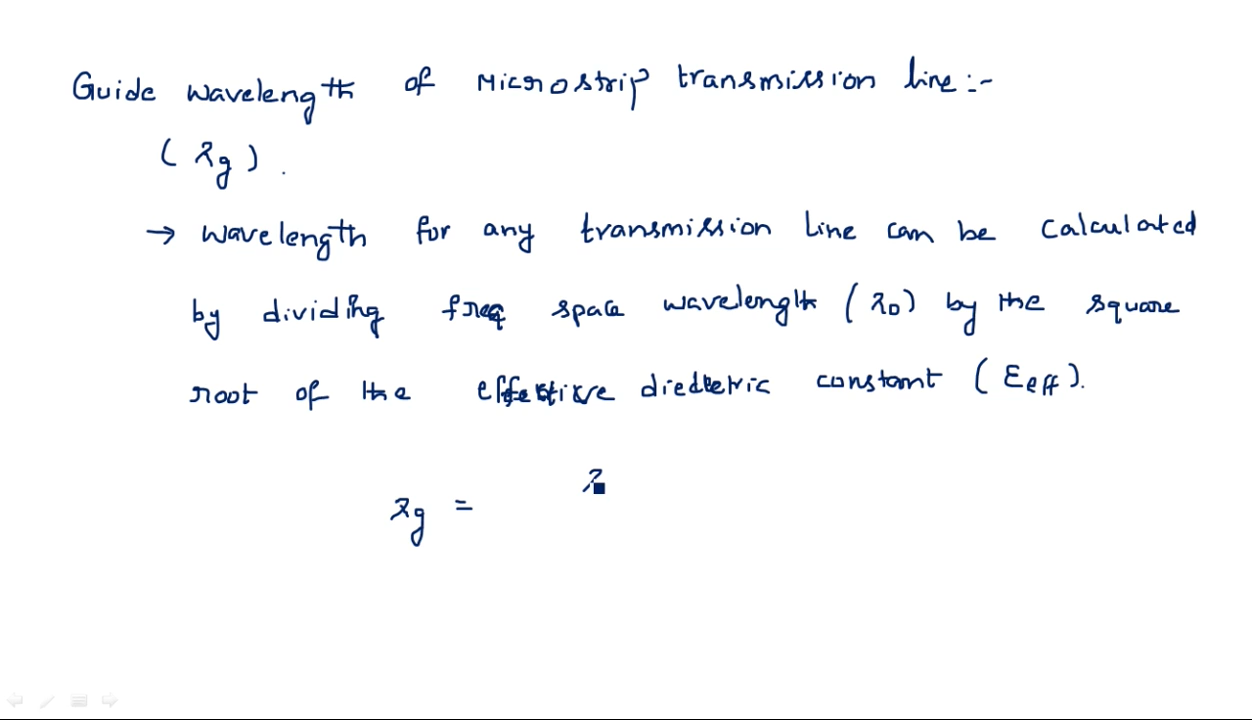 Guide wavelength of Microstrip transmission line :-
(λg).
→ wavelength for any transmission line can be calculated
by dividing free space wavelength (λ0) by the square
root of the effective dielectric constant (Eeff).
λ
λg =